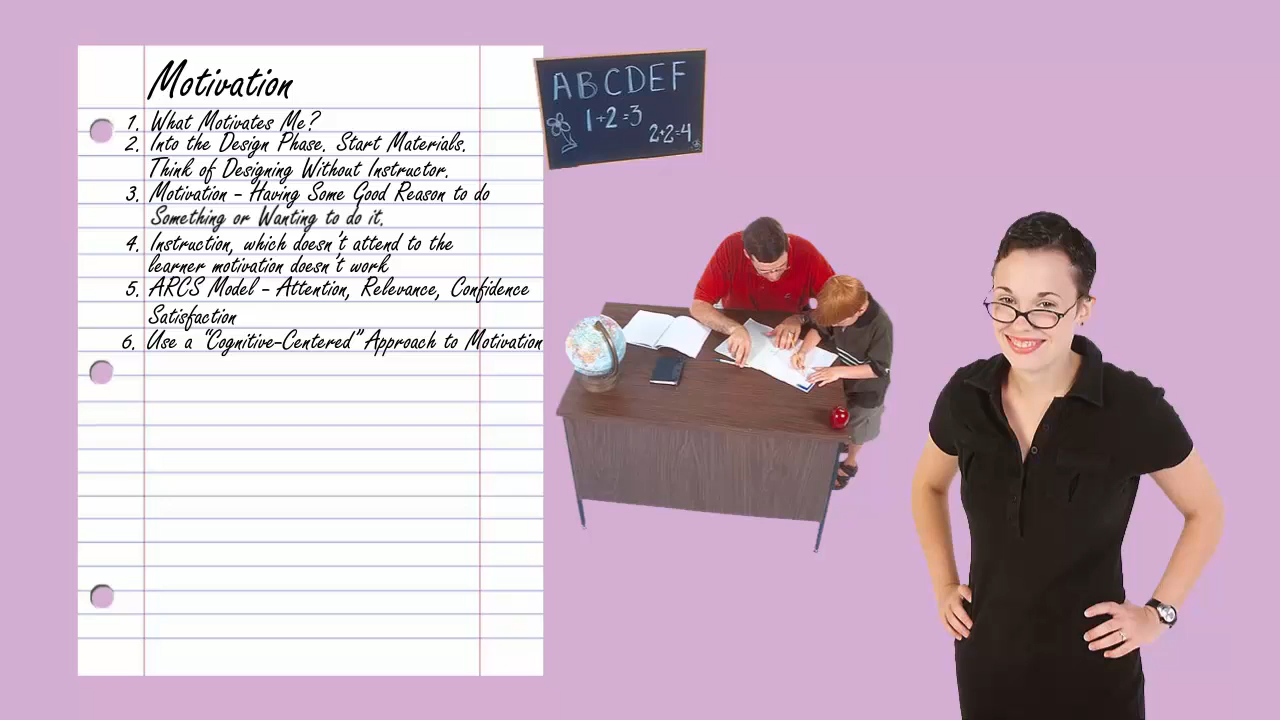 Motivation
1. What Motivates Me?
2. Into the Design Phase. Start Materials.
Think of Designing Without Instructor.
3. Motivation - Having Some Good Reason to do
Something or Wanting to do it.
4. Instruction, which doesn't attend to the
learner motivation doesn't work
5. ARCS Model - Attention, Relevance, Confidence
Satisfaction
6. Use a "Cognitive-Centered" Approach to Motivation
ABCDEF
1+2=3
2+2=4